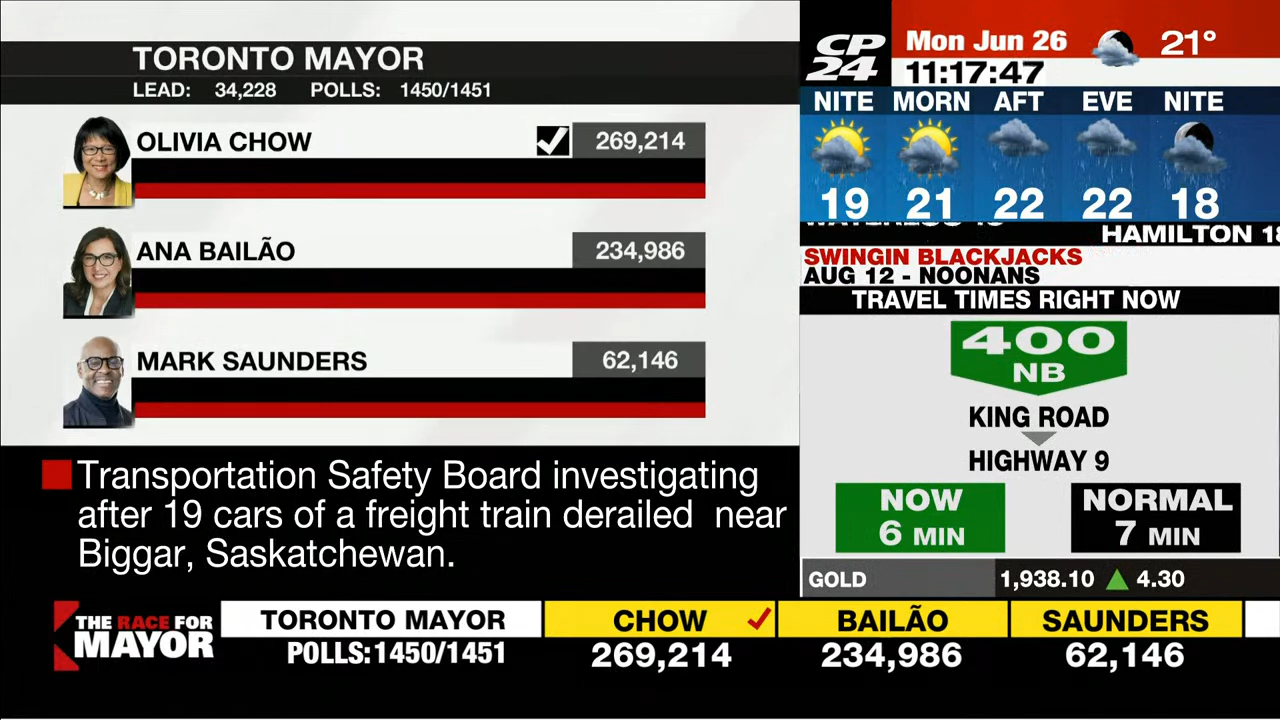 TORONTO MAYOR
LEAD: 34,228 POLLS: 1450/1451
OLIVIA CHOW 269,214
ANA BAILÃO 234,986
MARK SAUNDERS 62,146
Transportation Safety Board investigating
after 19 cars of a freight train derailed near
Biggar, Saskatchewan.
CP
24
Mon Jun 26 21°
11:17:47
NITE MORN AFT EVE NITE
19 21 22 22 18
HAMILTON 18
SWINGIN BLACKJACKS
AUG 12 - NOONANS
TRAVEL TIMES RIGHT NOW
400
NB
KING ROAD
HIGHWAY 9
NOW
6 MIN
NORMAL
7 MIN
GOLD 1,938.10 4.30
THE RACE FOR
MAYOR
TORONTO MAYOR CHOW BAILÃO SAUNDERS
POLLS:1450/1451 269,214 234,986 62,146